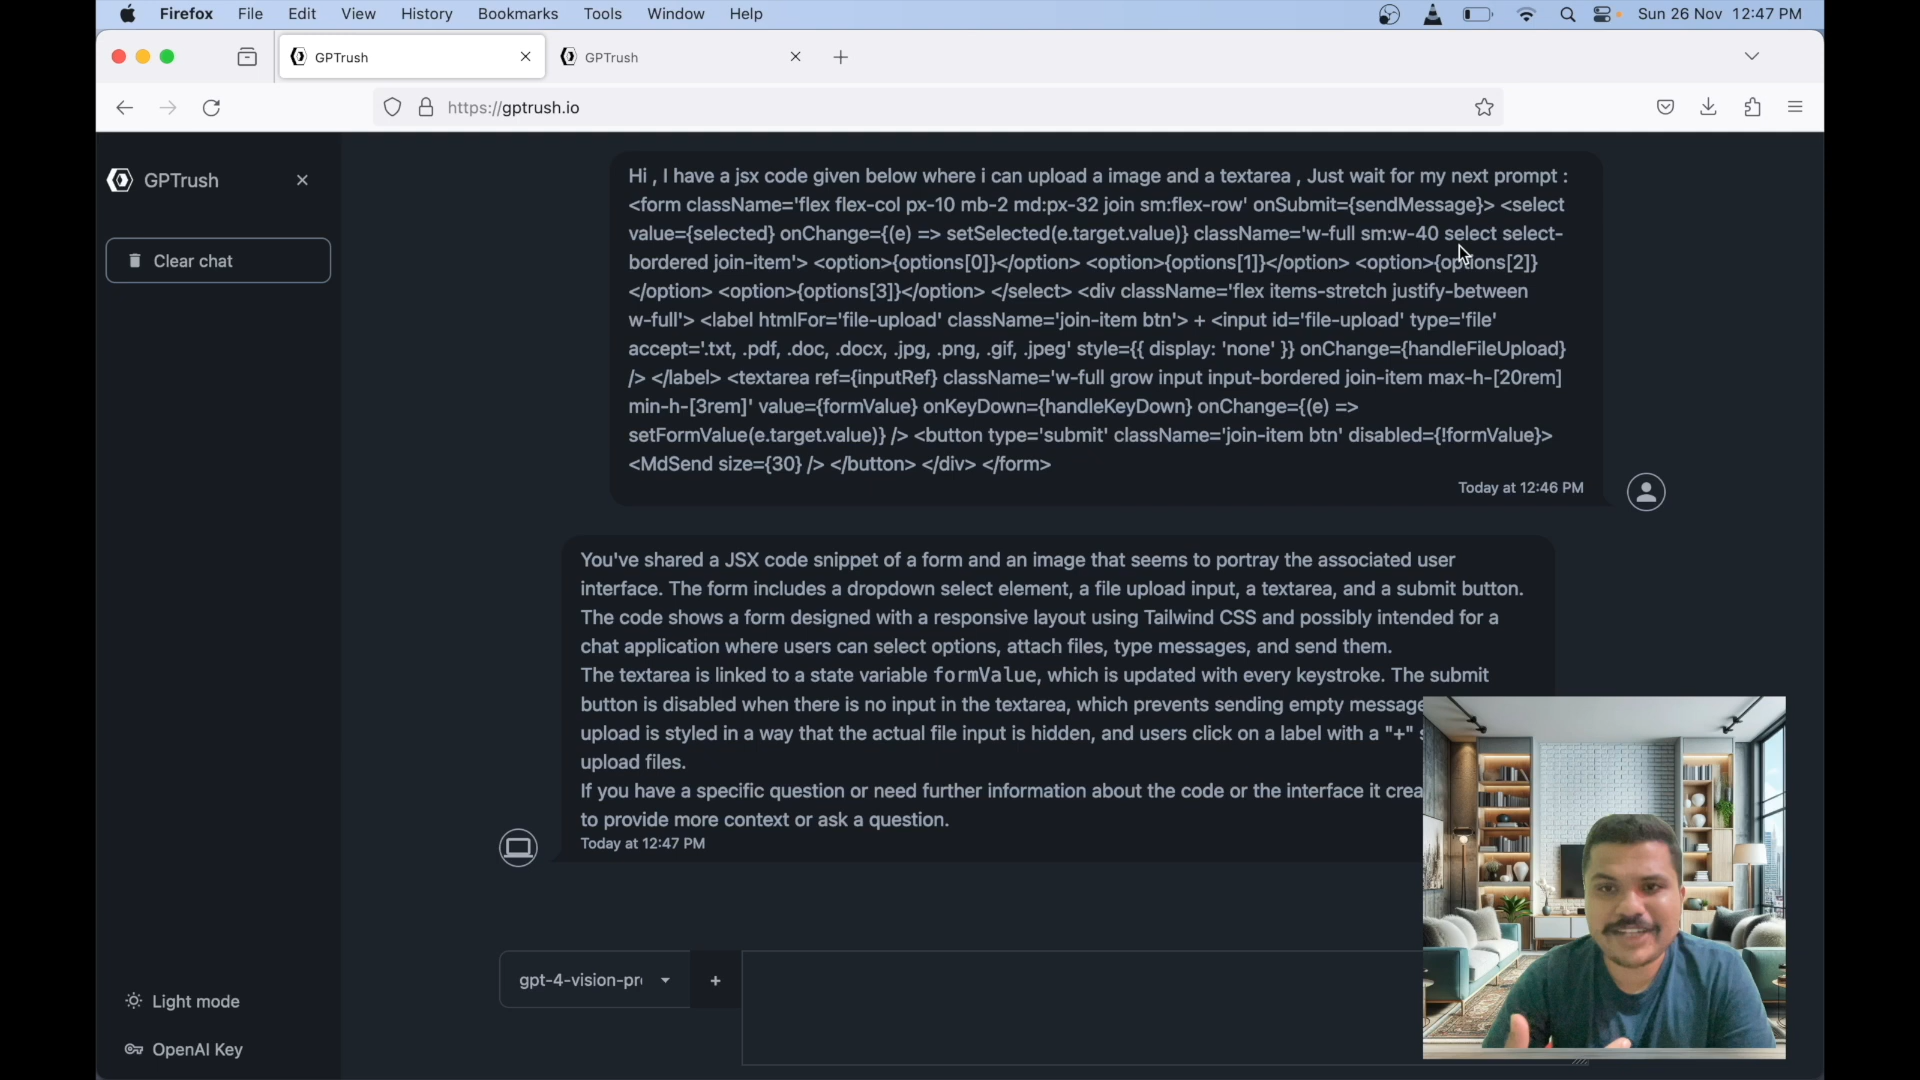 Firefox File Edit View History Bookmarks Tools Window Help Sun 26 Nov 12:47 PM
GPTrush GPTrush
https://gptrush.io
GPTrush
Clear chat
Hi , I have a jsx code given below where i can upload a image and a textarea , Just wait for my next prompt :
<form className='flex flex-col px-10 mb-2 md:px-32 join sm:flex-row' onSubmit={sendMessage}> <select
value={selected} onChange={(e) => setSelected(e.target.value)} className='w-full sm:w-40 select select-
bordered join-item'> <option>{options[0]}</option> <option>{options[1]}</option> <option>{options[2]}
</option> <option>{options[3]}</option> </select> <div className='flex items-stretch justify-between
w-full'> <label htmlFor='file-upload' className='join-item btn'> + <input id='file-upload' type='file'
accept='.txt, .pdf, .doc, .docx, .jpg, .png, .gif, .jpeg' style={{ display: 'none' }} onChange={handleFileUpload}
/> </label> <textarea ref={inputRef} className='w-full grow input input-bordered join-item max-h-[20rem]
min-h-[3rem]' value={formValue} onKeyDown={handleKeyDown} onChange={(e) =>
setFormValue(e.target.value)} /> <button type='submit' className='join-item btn' disabled={!formValue}>
<MdSend size={30} /> </button> </div> </form>
Today at 12:46 PM
You've shared a JSX code snippet of a form and an image that seems to portray the associated user
interface. The form includes a dropdown select element, a file upload input, a textarea, and a submit button.
The code shows a form designed with a responsive layout using Tailwind CSS and possibly intended for a
chat application where users can select options, attach files, type messages, and send them.
The textarea is linked to a state variable formValue, which is updated with every keystroke. The submit
button is disabled when there is no input in the textarea, which prevents sending empty message
upload is styled in a way that the actual file input is hidden, and users click on a label with a "+"
upload files.
If you have a specific question or need further information about the code or the interface it crea
to provide more context or ask a question.
Today at 12:47 PM
gpt-4-vision-pr +
Light mode
OpenAI Key